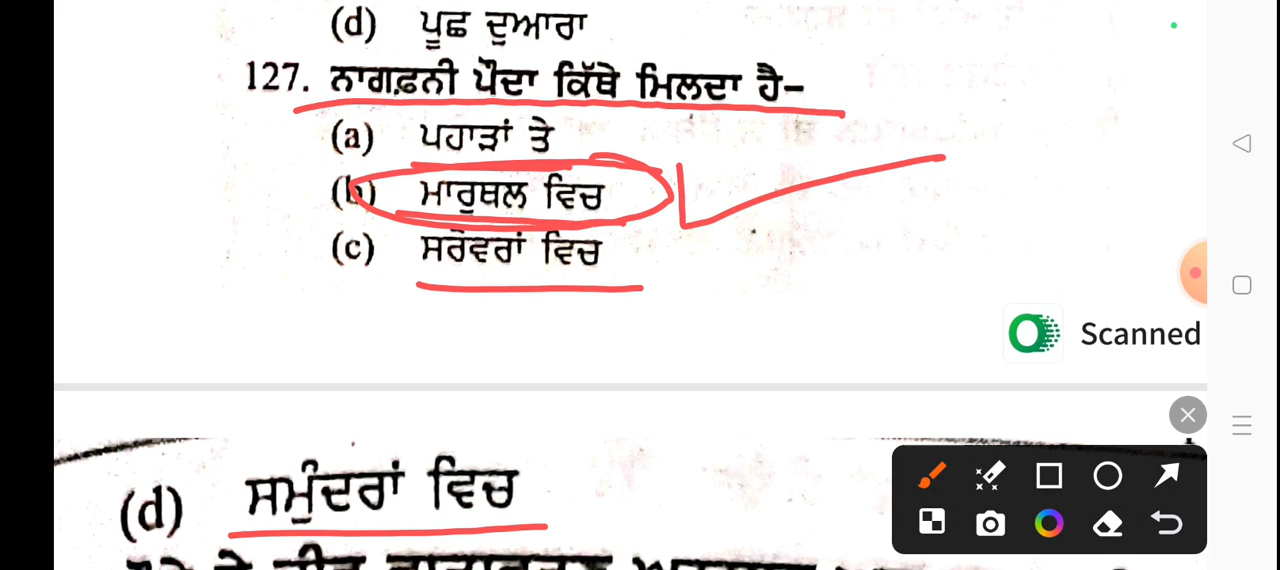 (d) ਪੂਛ ਦੁਆਰਾ
127. ਨਾਗਫ਼ਨੀ ਪੌਦਾ ਕਿੱਥੇ ਮਿਲਦਾ ਹੈ–
(a) ਪਹਾੜਾਂ ਤੇ
(b) ਮਾਰੂਥਲ ਵਿਚ
(c) ਸਰੋਵਰਾਂ ਵਿਚ
Scanned
(d) ਸਮੁੰਦਰਾਂ ਵਿਚ